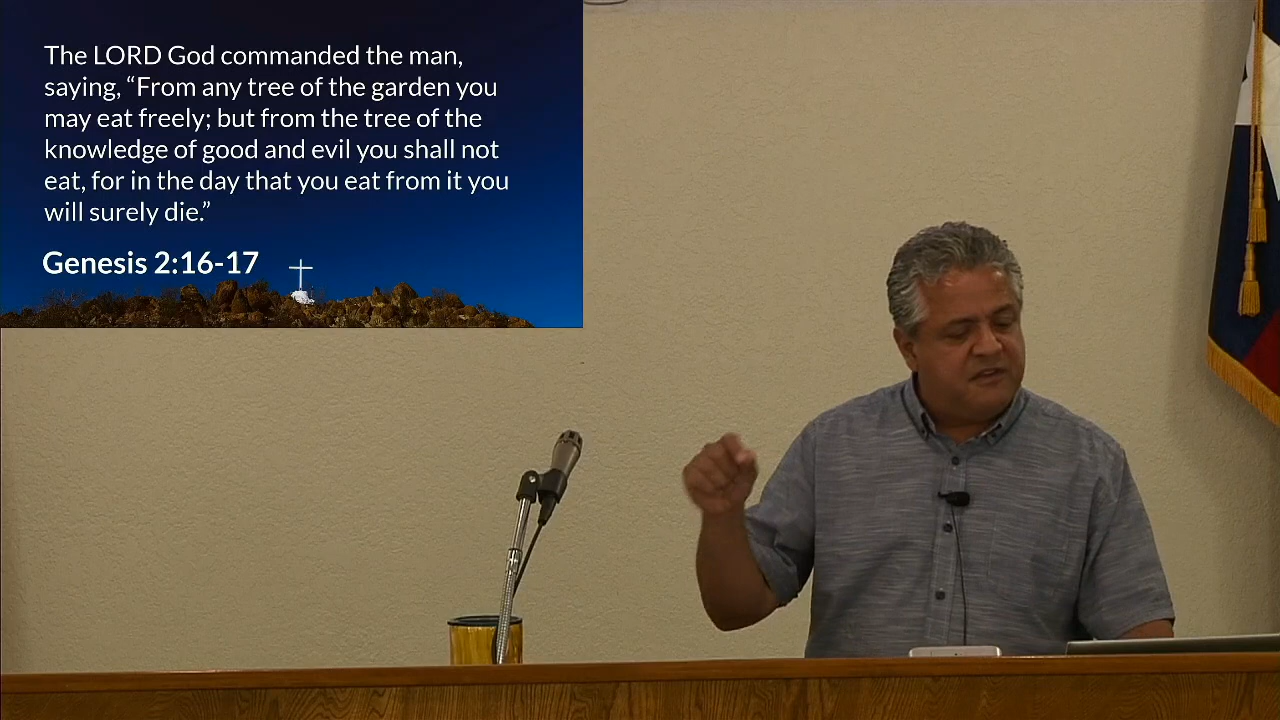 The LORD God commanded the man,
saying, “From any tree of the garden you
may eat freely; but from the tree of the
knowledge of good and evil you shall not
eat, for in the day that you eat from it you
will surely die.”
Genesis 2:16-17